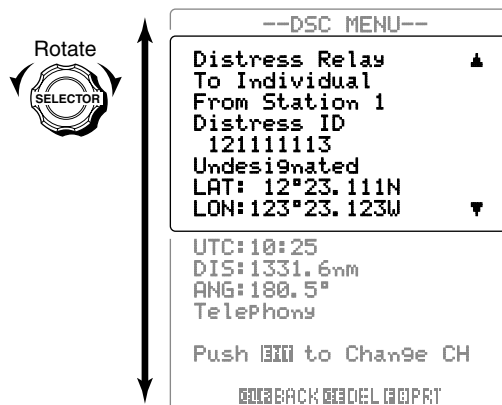 --DSC MENU--
Rotate
SELECTOR
Distress Relay ▲
To Individual
From Station 1
Distress ID
121111113
Undesignated
LAT: 12°23.111N
LON:123°23.123W ▼
UTC:10:25
DIS:1331.6nm
ANG:180.5°
Telephony
Push to Change CH
BACK DEL PRT